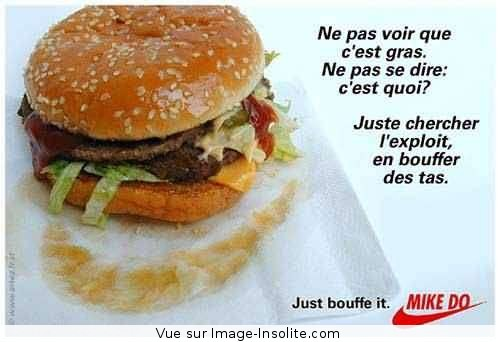 Ne pas voir que
c'est gras.
Ne pas se dire:
c'est quoi?
Juste chercher
l'exploit,
en bouffer
des tas.
Just bouffe it. MIKE DO
Vue sur Image-Insolite.com